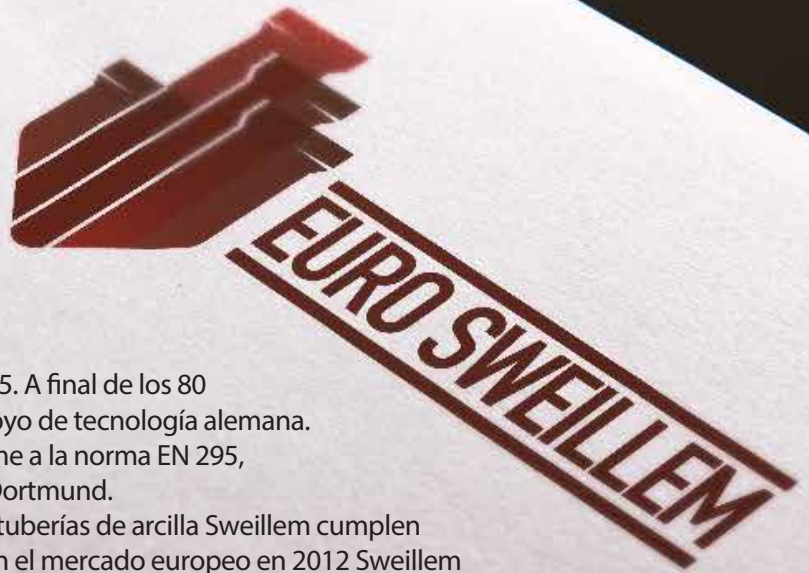 EURO SWEILLEM
5. A final de los 80
oyo de tecnología alemana.
ne a la norma EN 295,
Dortmund.
tuberías de arcilla Sweillem cumplen
n el mercado europeo en 2012 Sweillem